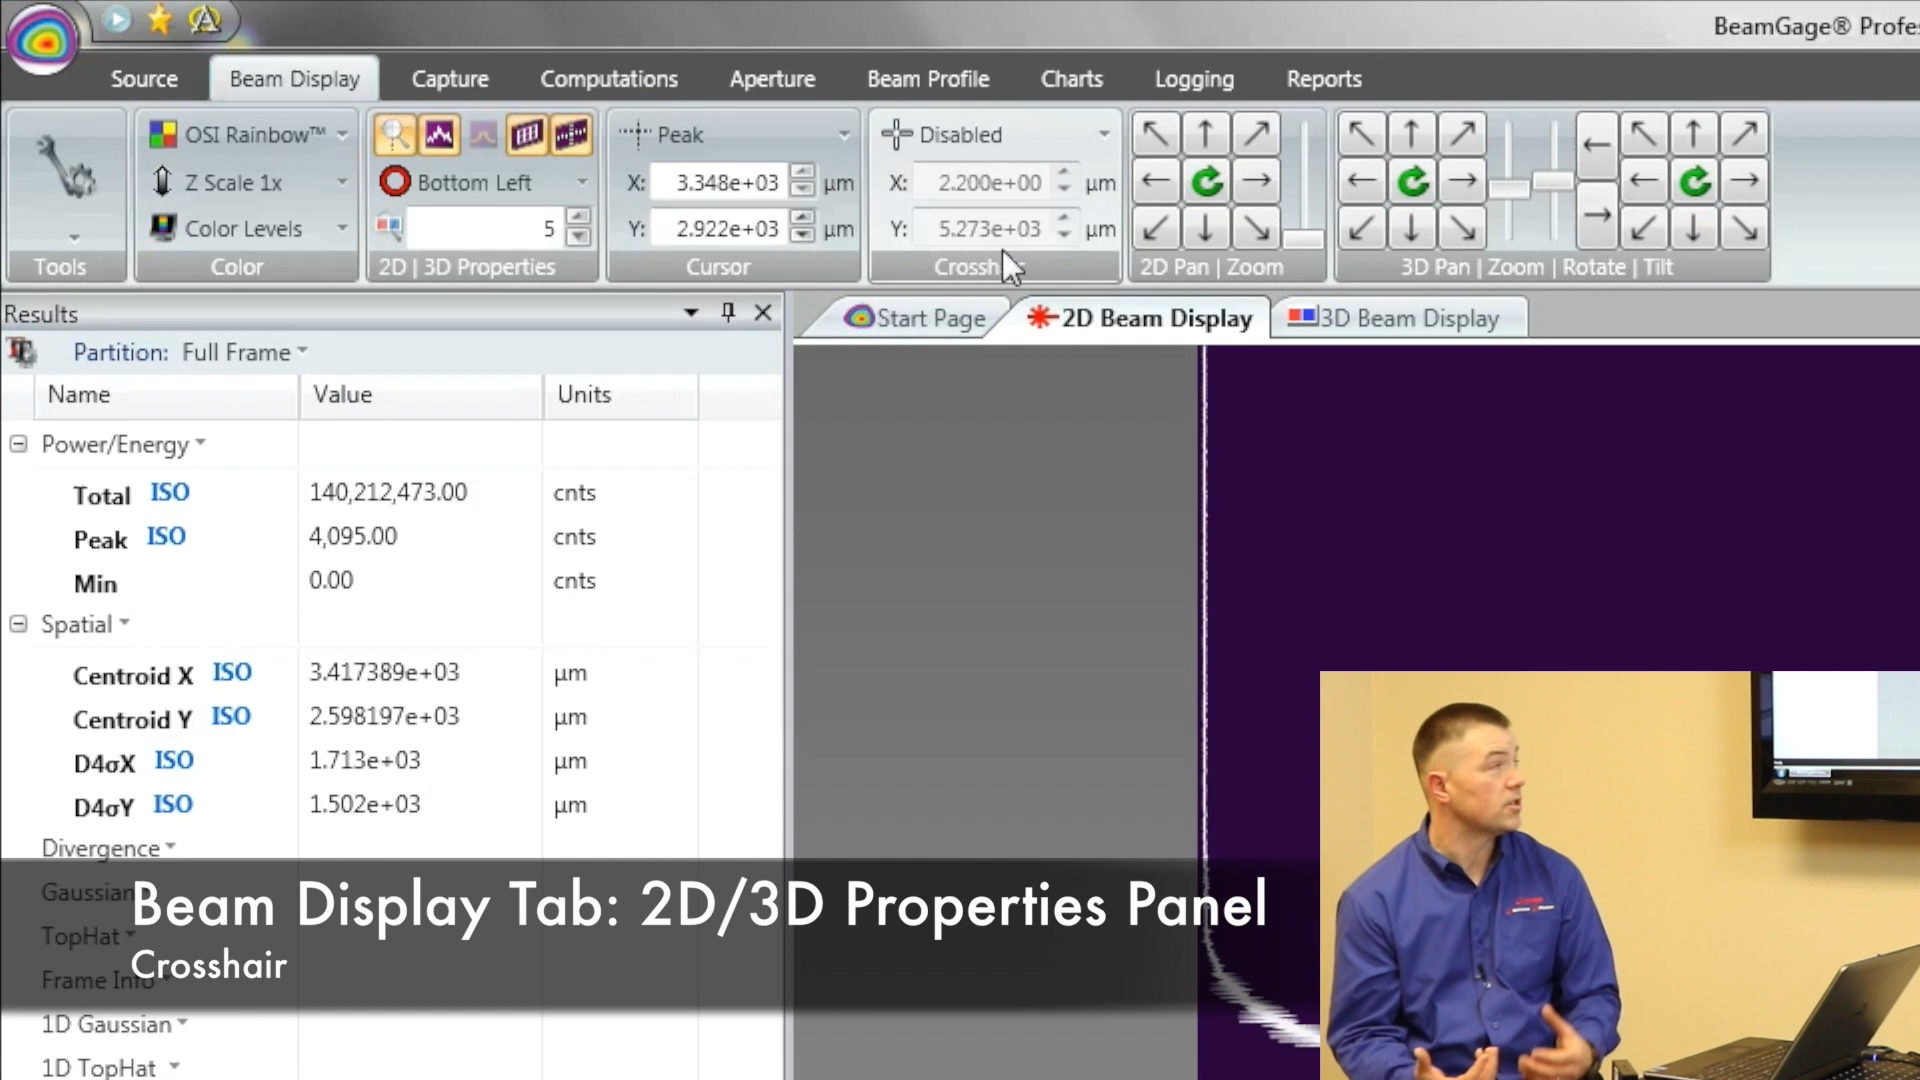 BeamGage® Profes
Source Beam Display Capture Computations Aperture Beam Profile Charts Logging Reports
OSI Rainbow™ Peak Disabled
Z Scale 1x Bottom Left X: 3.348e+03 µm X: 2.200e+00 µm
Color Levels 5 Y: 2.922e+03 µm Y: 5.273e+03 µm
Tools Color 2D | 3D Properties Cursor Crossh 2D Pan | Zoom 3D Pan | Zoom | Rotate | Tilt
Results
Start Page 2D Beam Display 3D Beam Display
Partition: Full Frame
Name Value Units
Power/Energy
Total ISO 140,212,473.00 cnts
Peak ISO 4,095.00 cnts
Min 0.00 cnts
Spatial
Centroid X ISO 3.417389e+03 µm
Centroid Y ISO 2.598197e+03 µm
D4σX ISO 1.713e+03 µm
D4σY ISO 1.502e+03 µm
Divergence
Gaussian
Beam Display Tab: 2D/3D Properties Panel
TopHat
Crosshair
Frame Info
1D Gaussian
1D TopHat